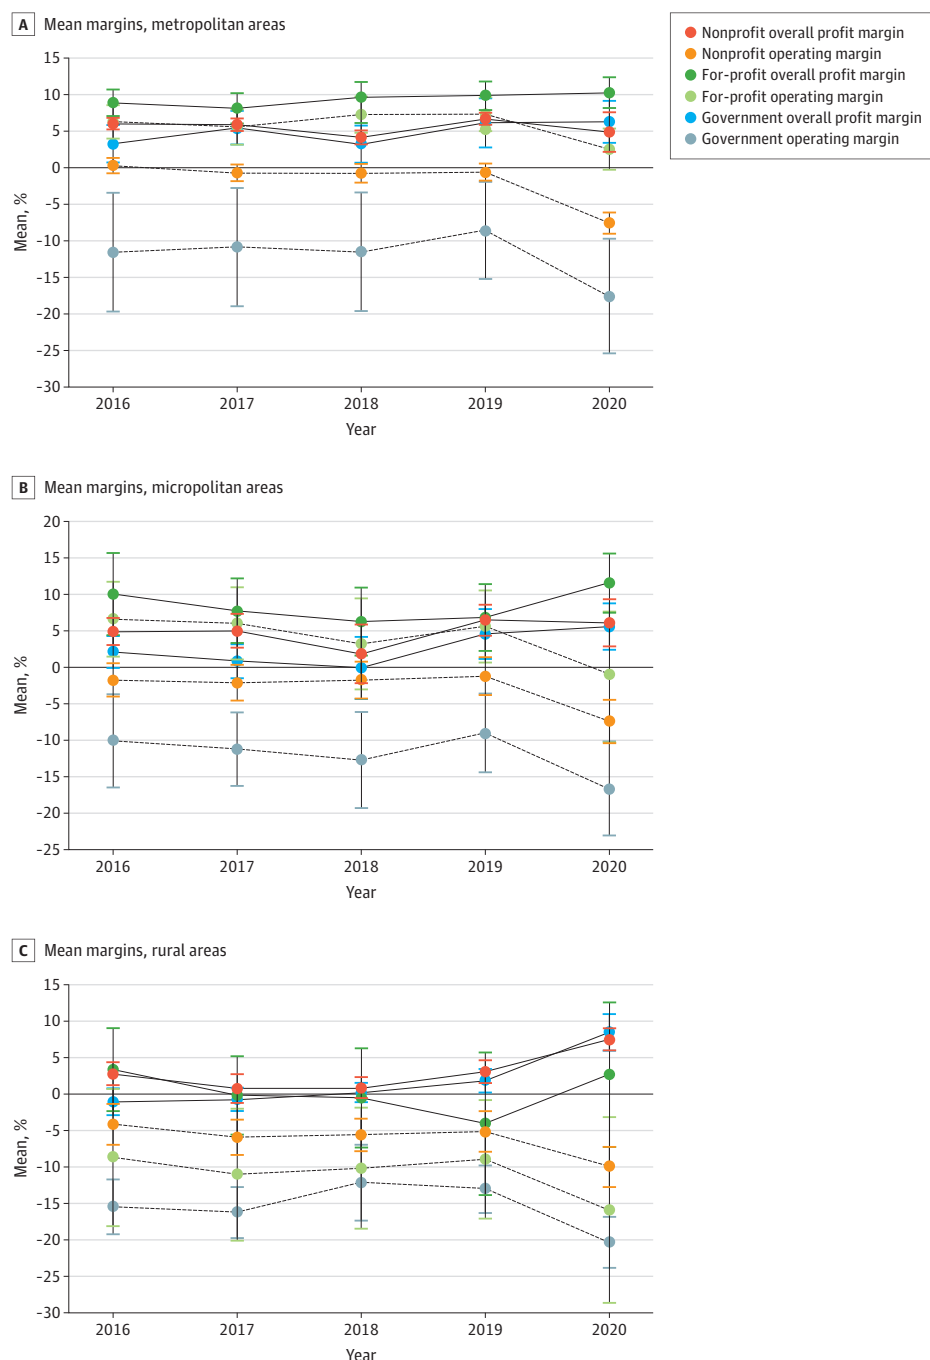 A Mean margins, metropolitan areas
Nonprofit overall profit margin
Nonprofit operating margin
For-profit overall profit margin
For-profit operating margin
Government overall profit margin
Government operating margin
15
10
5
0
-5
-10
-15
-20
-25
-30
Mean, %
2016 2017 2018 2019 2020
Year
B Mean margins, micropolitan areas
20
15
10
5
0
-5
-10
-15
-20
-25
Mean, %
2016 2017 2018 2019 2020
Year
C Mean margins, rural areas
15
10
5
0
-5
-10
-15
-20
-25
-30
Mean, %
2016 2017 2018 2019 2020
Year